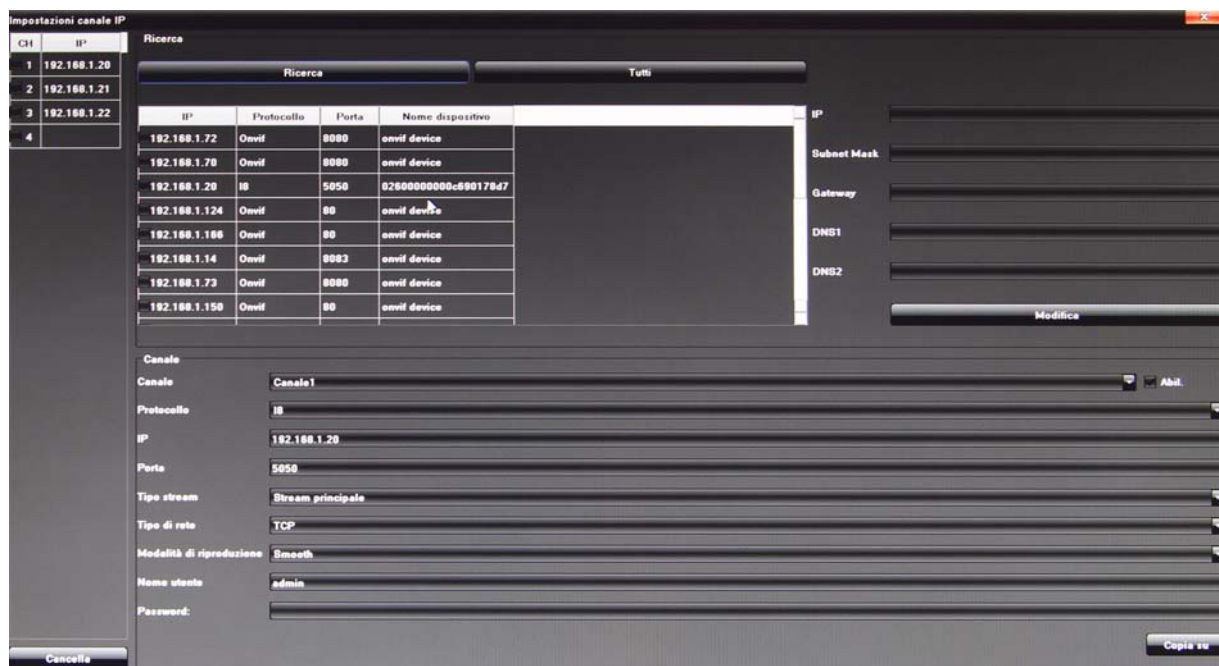 Impostazioni canale IP
CH IP
1 192.168.1.20
2 192.168.1.21
3 192.168.1.22
4
Ricerca
Ricerca Tutti
IP Protocollo Porta Nome dispositivo
192.168.1.72 Onvif 8080 onvif device
192.168.1.70 Onvif 8080 onvif device
192.168.1.20 I8 5050 02600000000c690178d7
192.168.1.124 Onvif 80 onvif device
192.168.1.166 Onvif 80 onvif device
192.168.1.14 Onvif 8083 onvif device
192.168.1.73 Onvif 8080 onvif device
192.168.1.150 Onvif 80 onvif device
IP
Subnet Mask
Gateway
DNS1
DNS2
Modifica
Canale
Canale Canale1 Abil.
Protocollo I8
IP 192.168.1.20
Porta 5050
Tipo stream Stream principale
Tipo di rete TCP
Modalità di riproduzione Smooth
Nome utente admin
Password:
Cancella
Copia su